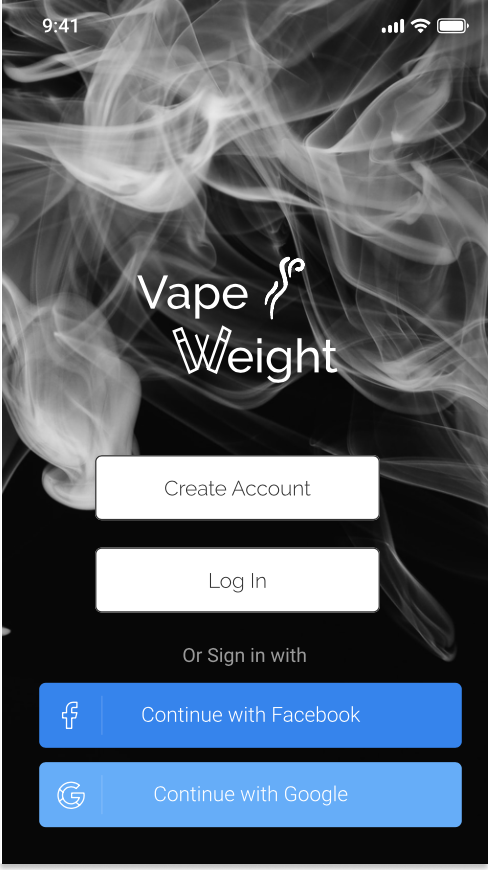 9:41
Vape
Weight
Create Account
Log In
Or Sign in with
Continue with Facebook
Continue with Google